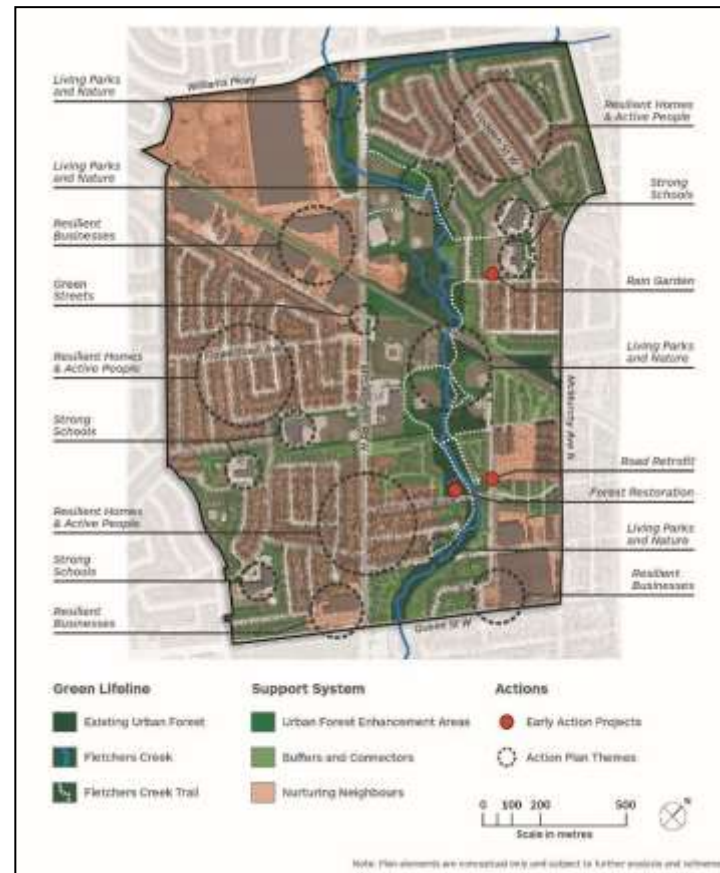 Williams Pkwy
Living Parks
and Nature
Living Parks
and Nature
Resilient
Businesses
Green
Streets
Resilient Homes
& Active People
Strong
Schools
Resilient Homes
& Active People
Strong
Schools
Resilient
Businesses
Resilient Homes
& Active People
Strong
Schools
Rain Garden
Living Parks
and Nature
McMurchy Ave N
Road Retrofit
Forest Restoration
Living Parks
and Nature
Resilient
Businesses
Queen St W
Green Lifeline
Existing Urban Forest
Fletchers Creek
Fletchers Creek Trail
Support System
Urban Forest Enhancement Areas
Buffers and Connectors
Nurturing Neighbours
Actions
Early Action Projects
Action Plan Themes
0 100 200 500
Scale in metres
N
Note: Plan elements are conceptual only and subject to further analysis and